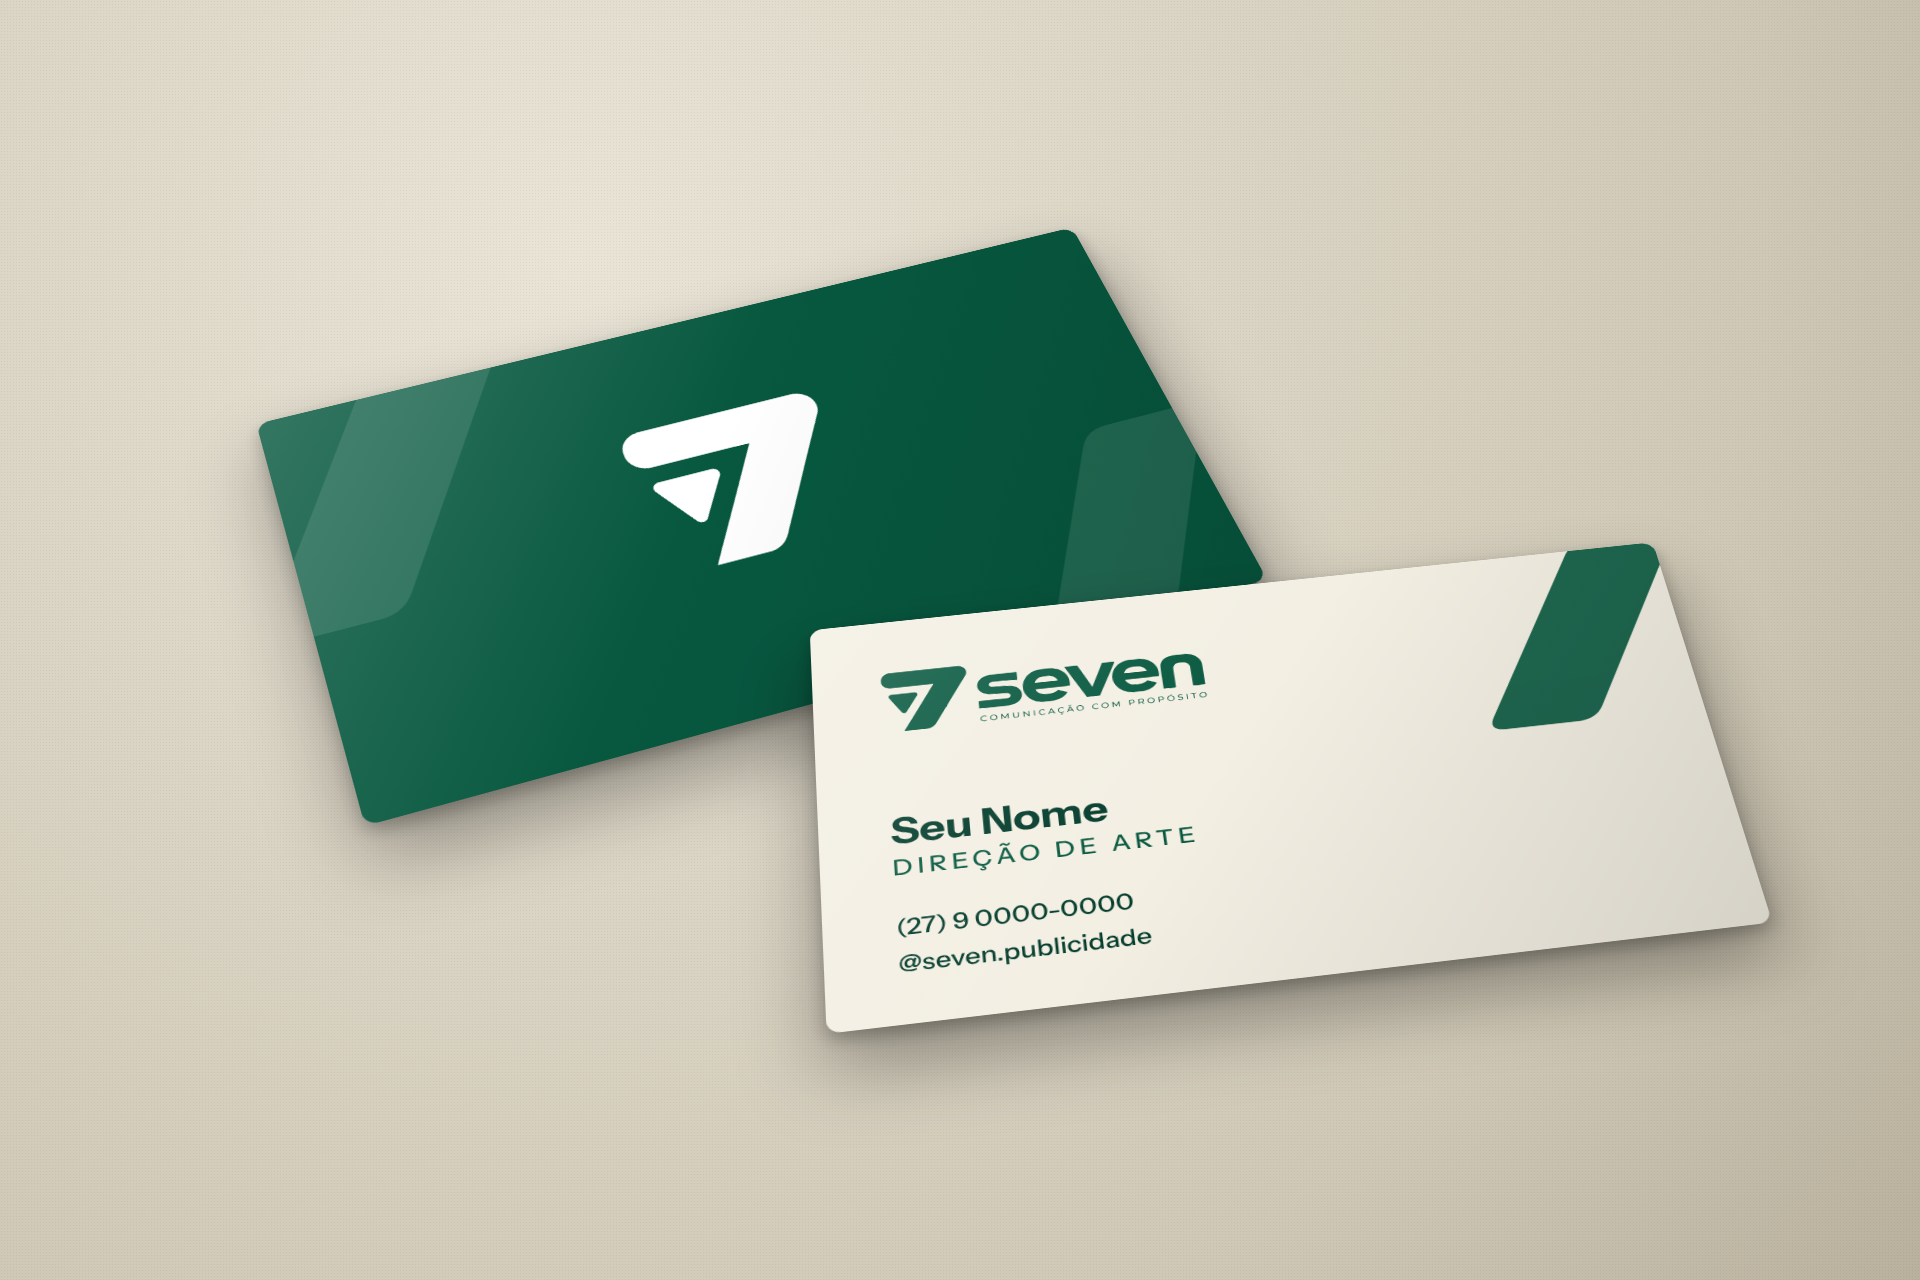 seven
COMUNICAÇÃO COM PROPÓSITO
Seu Nome
DIREÇÃO DE ARTE
(27) 9 0000-0000
@seven.publicidade